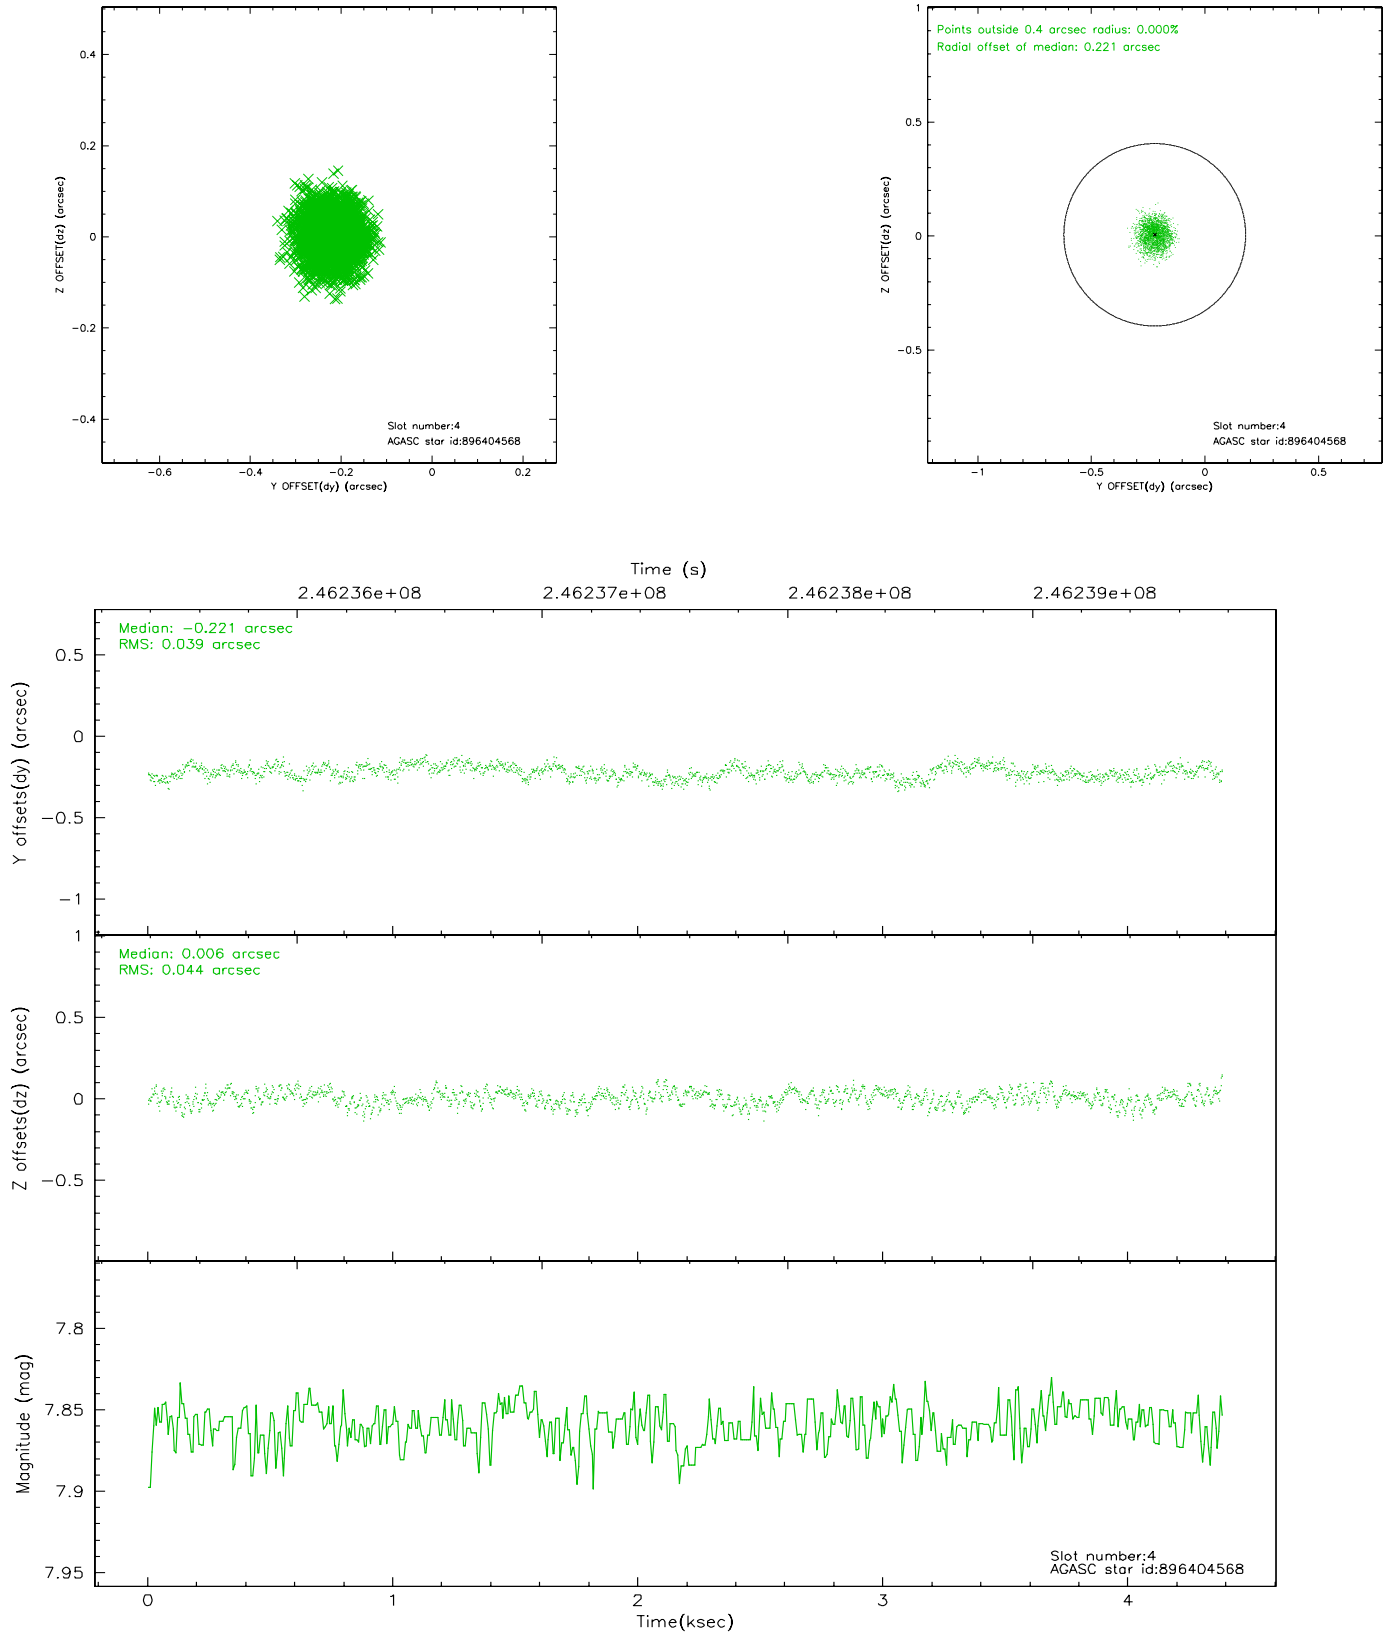 0.4
0.2
0
−0.2
−0.4
Z OFFSET(dz) (arcsec)
Slot number:4
AGASC star id:896404568
−0.6 −0.4 −0.2 0 0.2
Y OFFSET(dy) (arcsec)
Points outside 0.4 arcsec radius: 0.000%
Radial offset of median: 0.221 arcsec
1
0.5
0
−0.5
Z OFFSET(dz) (arcsec)
Slot number:4
AGASC star id:896404568
−1 −0.5 0 0.5
Y OFFSET(dy) (arcsec)
Time (s)
2.46236e+08 2.46237e+08 2.46238e+08 2.46239e+08
Median: −0.221 arcsec
RMS: 0.039 arcsec
0.5
0
−0.5
−1
Y offsets(dy) (arcsec)
Median: 0.006 arcsec
RMS: 0.044 arcsec
1
0.5
0
−0.5
Z offsets(dz) (arcsec)
7.8
7.85
7.9
7.95
Magnitude (mag)
Slot number:4
AGASC star id:896404568
0 1 2 3 4
Time(ksec)